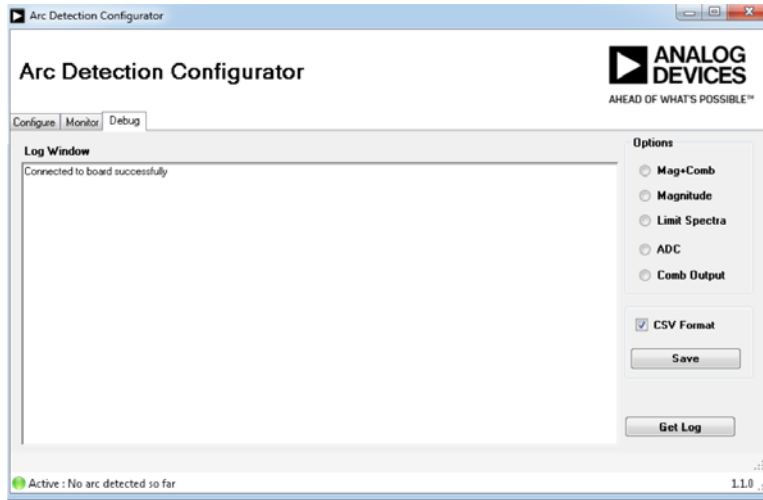 Arc Detection Configurator
Arc Detection Configurator
ANALOG
DEVICES
AHEAD OF WHAT'S POSSIBLE™
Configure Monitor Debug
Log Window
Connected to board successfully
Options
Mag+Comb
Magnitude
Limit Spectra
ADC
Comb Output
CSV Format
Save
Get Log
Active : No arc detected so far
1.1.0